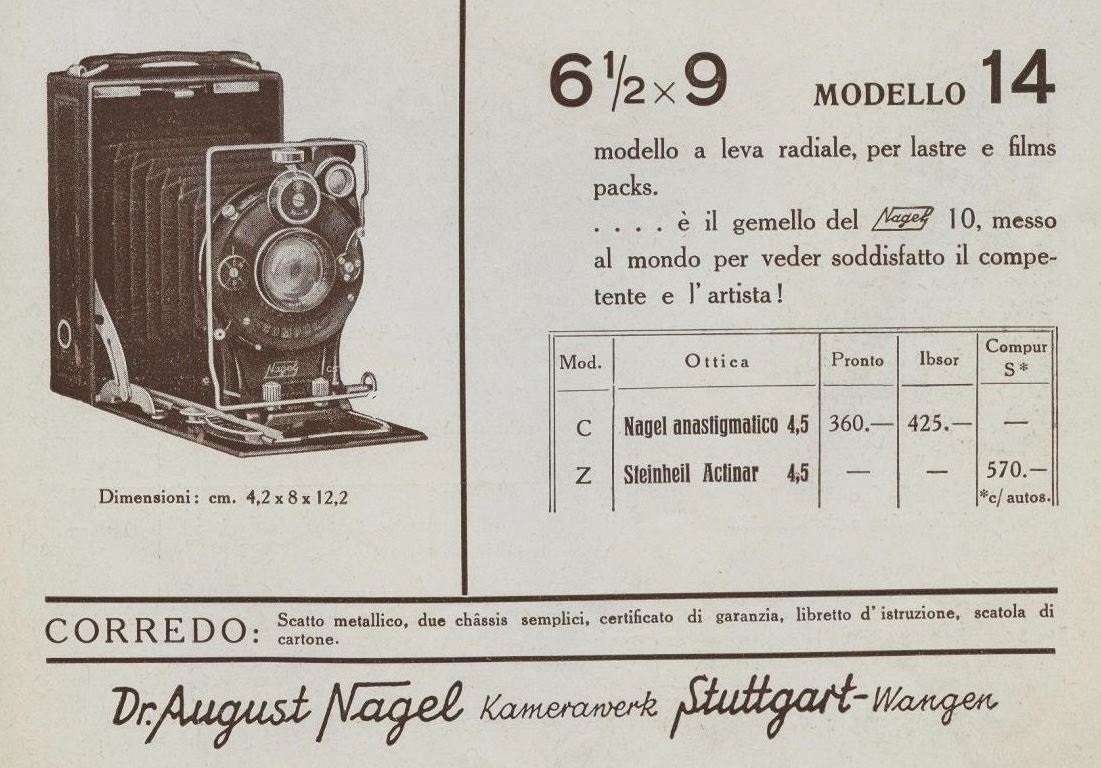 6½×9 MODELLO 14
modello a leva radiale, per lastre e films
packs.
. . . . è il gemello del Nagel 10, messo
al mondo per veder soddisfatto il compe-
tente e l' artista!
Mod. Ottica Pronto Ibsor Compur S*
C Nagel anastigmatico 4,5 360.— 425.— —
Z Steinheil Actinar 4,5 — — 570.—
*c/ autos.
Nagel
Dimensioni: cm. 4,2 x 8 x 12,2
CORREDO: Scatto metallico, due châssis semplici, certificato di garanzia, libretto d' istruzione, scatola di
cartone.
Dr. August Nagel Kamerawerk Stuttgart-Wangen